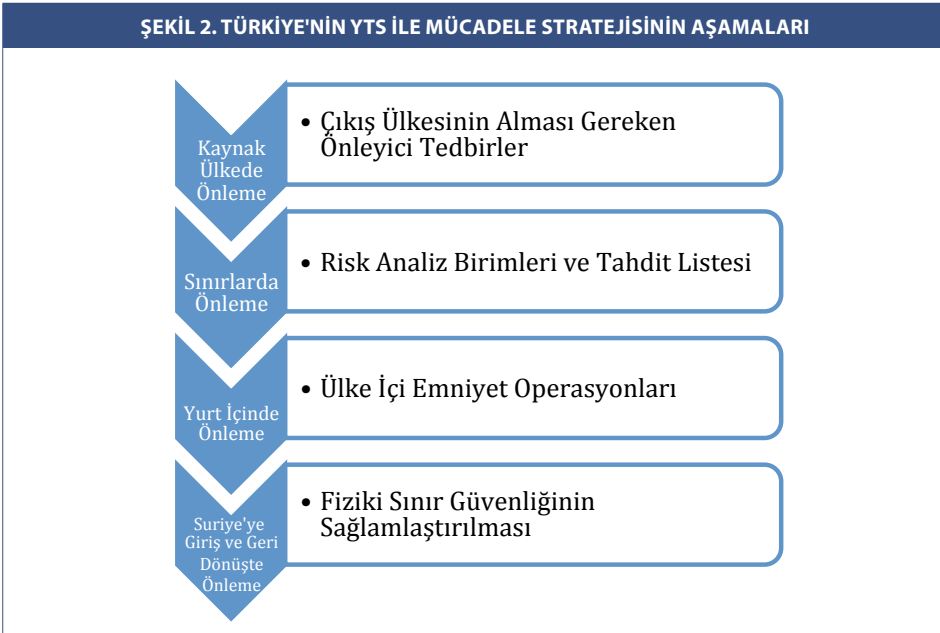 ŞEKİL 2. TÜRKİYE'NİN YTS İLE MÜCADELE STRATEJİSİNİN AŞAMALARI
Kaynak
Ülkede
Önleme
• Çıkış Ülkesinin Alması Gereken
Önleyici Tedbirler
Sınırlarda
Önleme
• Risk Analiz Birimleri ve Tahdit Listesi
Yurt İçinde
Önleme
• Ülke İçi Emniyet Operasyonları
Suriye'ye
Giriş ve Geri
Dönüşte
Önleme
• Fiziki Sınır Güvenliğinin
Sağlamlaştırılması